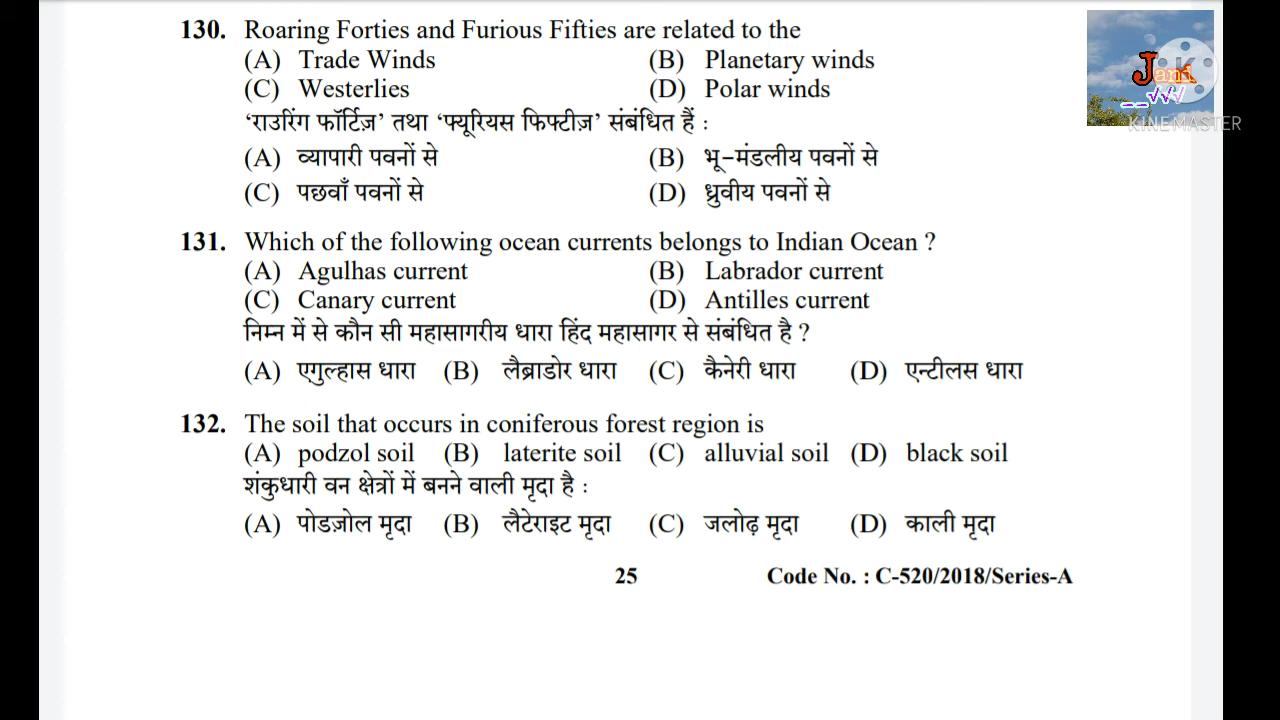 130. Roaring Forties and Furious Fifties are related to the
(A) Trade Winds (B) Planetary winds
(C) Westerlies (D) Polar winds
‘राउरिंग फॉर्टिज़’ तथा ‘फ्यूरियस फिफ्टीज़’ संबंधित हैं :
(A) व्यापारी पवनों से (B) भू-मंडलीय पवनों से
(C) पछवाँ पवनों से (D) ध्रुवीय पवनों से
131. Which of the following ocean currents belongs to Indian Ocean ?
(A) Agulhas current (B) Labrador current
(C) Canary current (D) Antilles current
निम्न में से कौन सी महासागरीय धारा हिंद महासागर से संबंधित है ?
(A) एगुल्हास धारा (B) लैब्राडोर धारा (C) कैनेरी धारा (D) एन्टीलस धारा
132. The soil that occurs in coniferous forest region is
(A) podzol soil (B) laterite soil (C) alluvial soil (D) black soil
शंकुधारी वन क्षेत्रों में बनने वाली मृदा है :
(A) पोडज़ोल मृदा (B) लैटेराइट मृदा (C) जलोढ़ मृदा (D) काली मृदा
25 Code No. : C-520/2018/Series-A
K
KINEMASTER